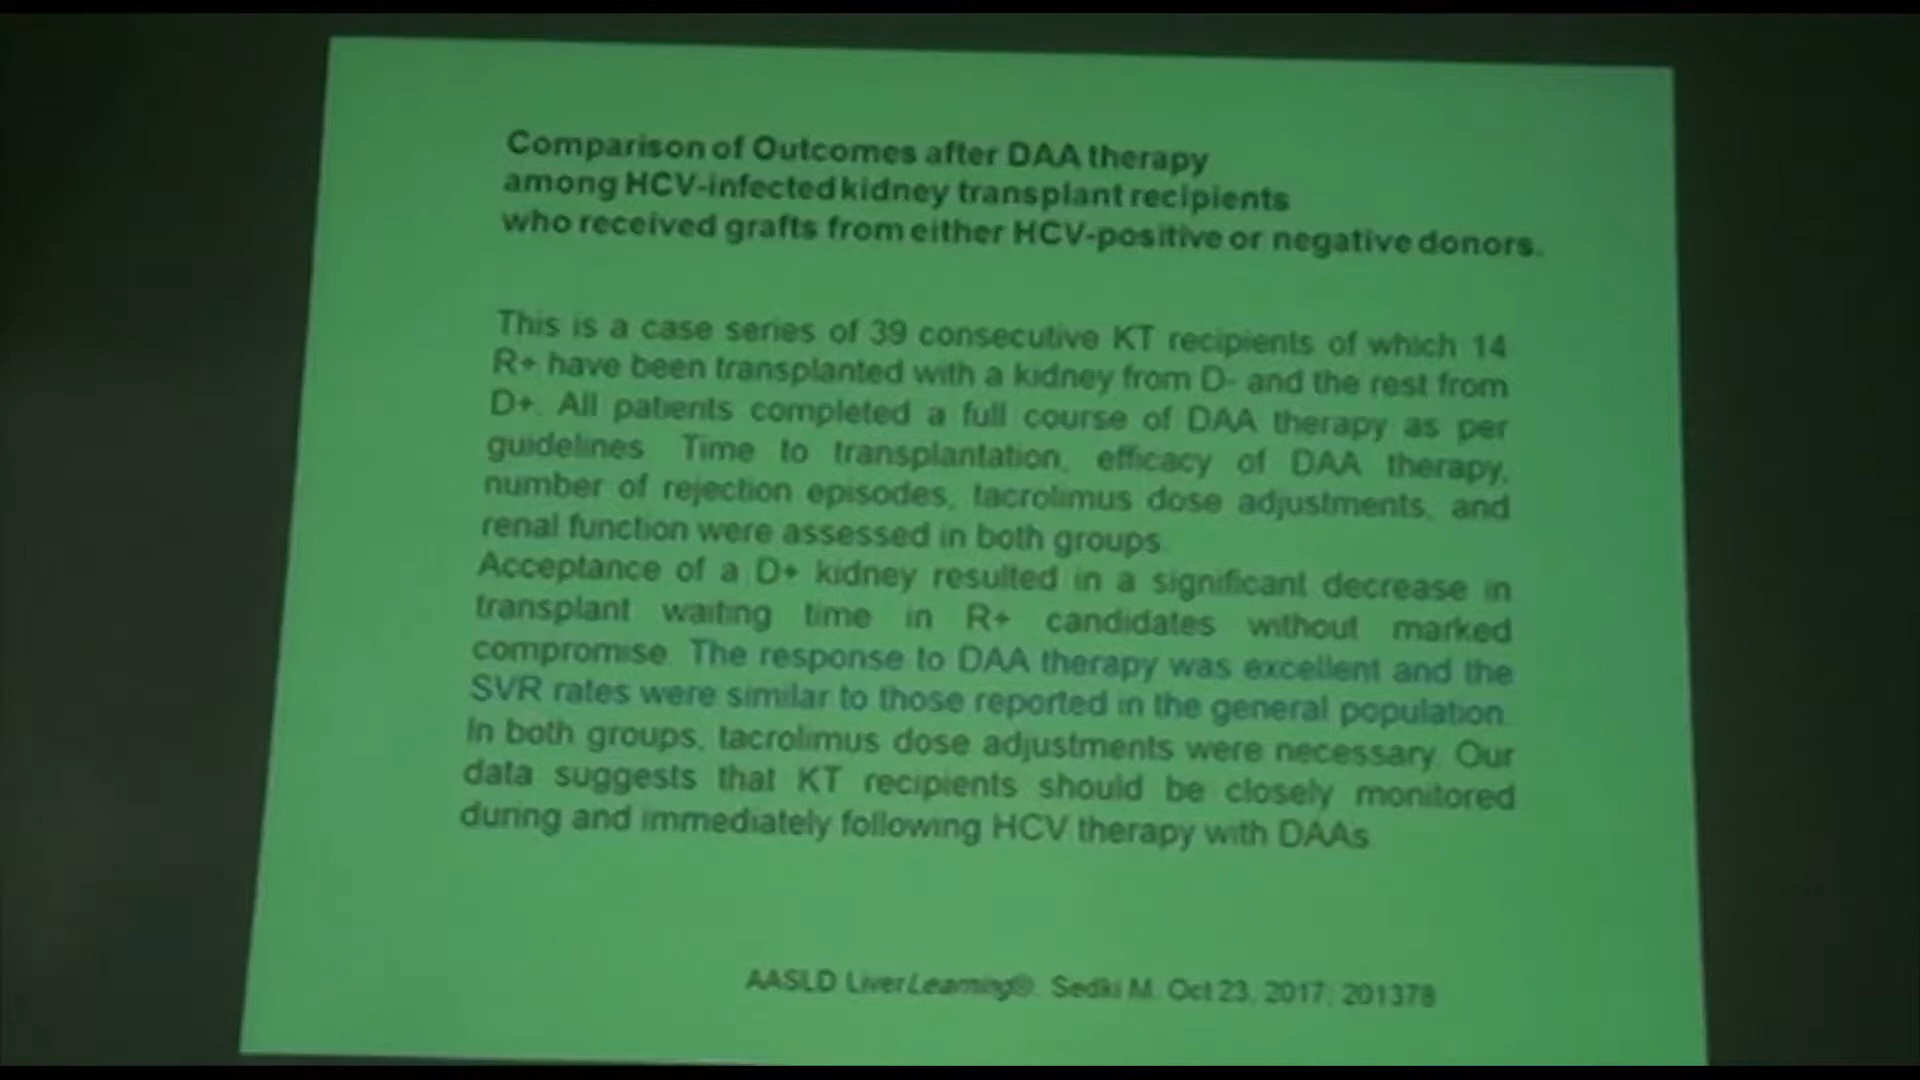 Comparison of Outcomes after DAA therapy
among HCV-infected kidney transplant recipients
who received grafts from either HCV-positive or negative donors.
This is a case series of 39 consecutive KT recipients of which 14
R+ have been transplanted with a kidney from D- and the rest from
D+. All patients completed a full course of DAA therapy as per
guidelines. Time to transplantation, efficacy of DAA therapy,
number of rejection episodes, tacrolimus dose adjustments, and
renal function were assessed in both groups.
Acceptance of a D+ kidney resulted in a significant decrease in
transplant waiting time in R+ candidates without marked
compromise. The response to DAA therapy was excellent and the
SVR rates were similar to those reported in the general population.
In both groups, tacrolimus dose adjustments were necessary. Our
data suggests that KT recipients should be closely monitored
during and immediately following HCV therapy with DAAs.
AASLD LiverLearning®. Sedki M. Oct 23, 2017; 201378